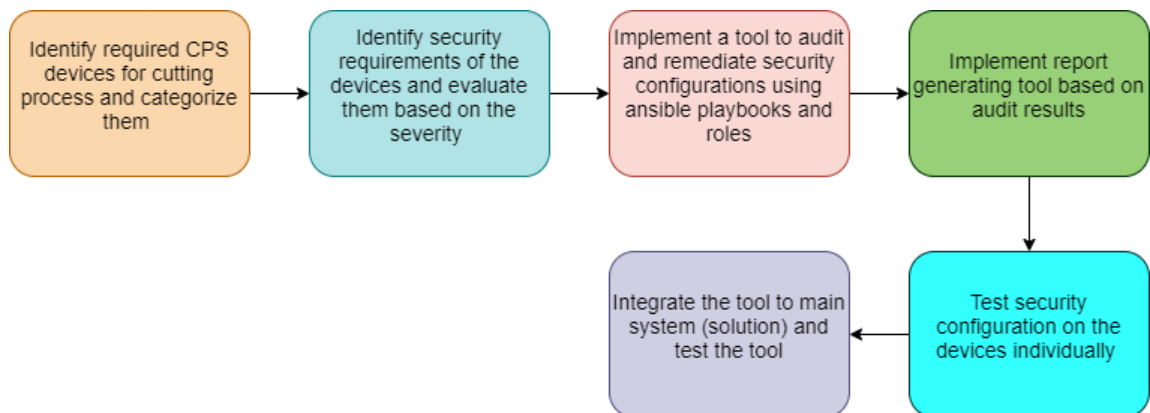 Identify required CPS
devices for cutting
process and categorize
them
Identify security
requirements of the
devices and evaluate
them based on the
severity
Implement a tool to audit
and remediate security
configurations using
ansible playbooks and
roles
Implement report
generating tool based on
audit results
Test security
configuration on the
devices individually
Integrate the tool to main
system (solution) and
test the tool